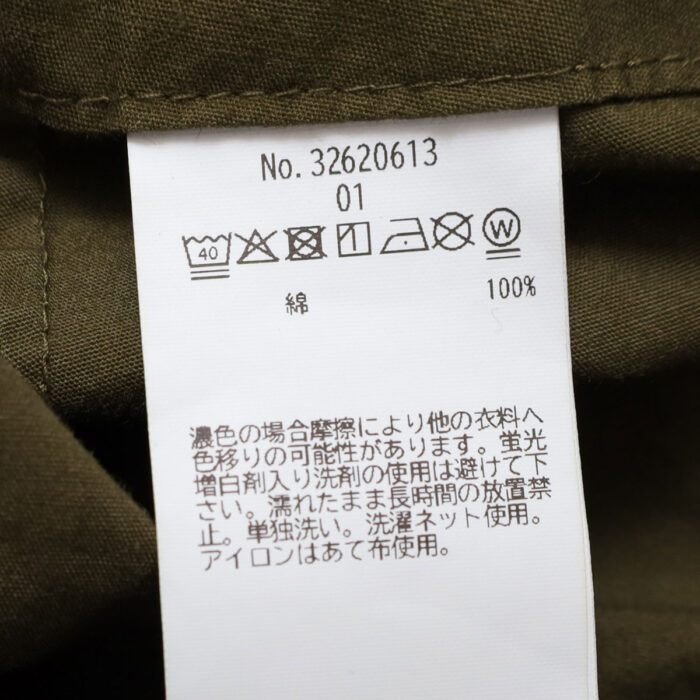 No. 32620613
01
40 W
綿 100%
濃色の場合摩擦により他の衣料へ
色移りの可能性があります。蛍光
増白剤入り洗剤の使用は避けて下
さい。濡れたまま長時間の放置禁
止。単独洗い。洗濯ネット使用。
アイロンはあて布使用。